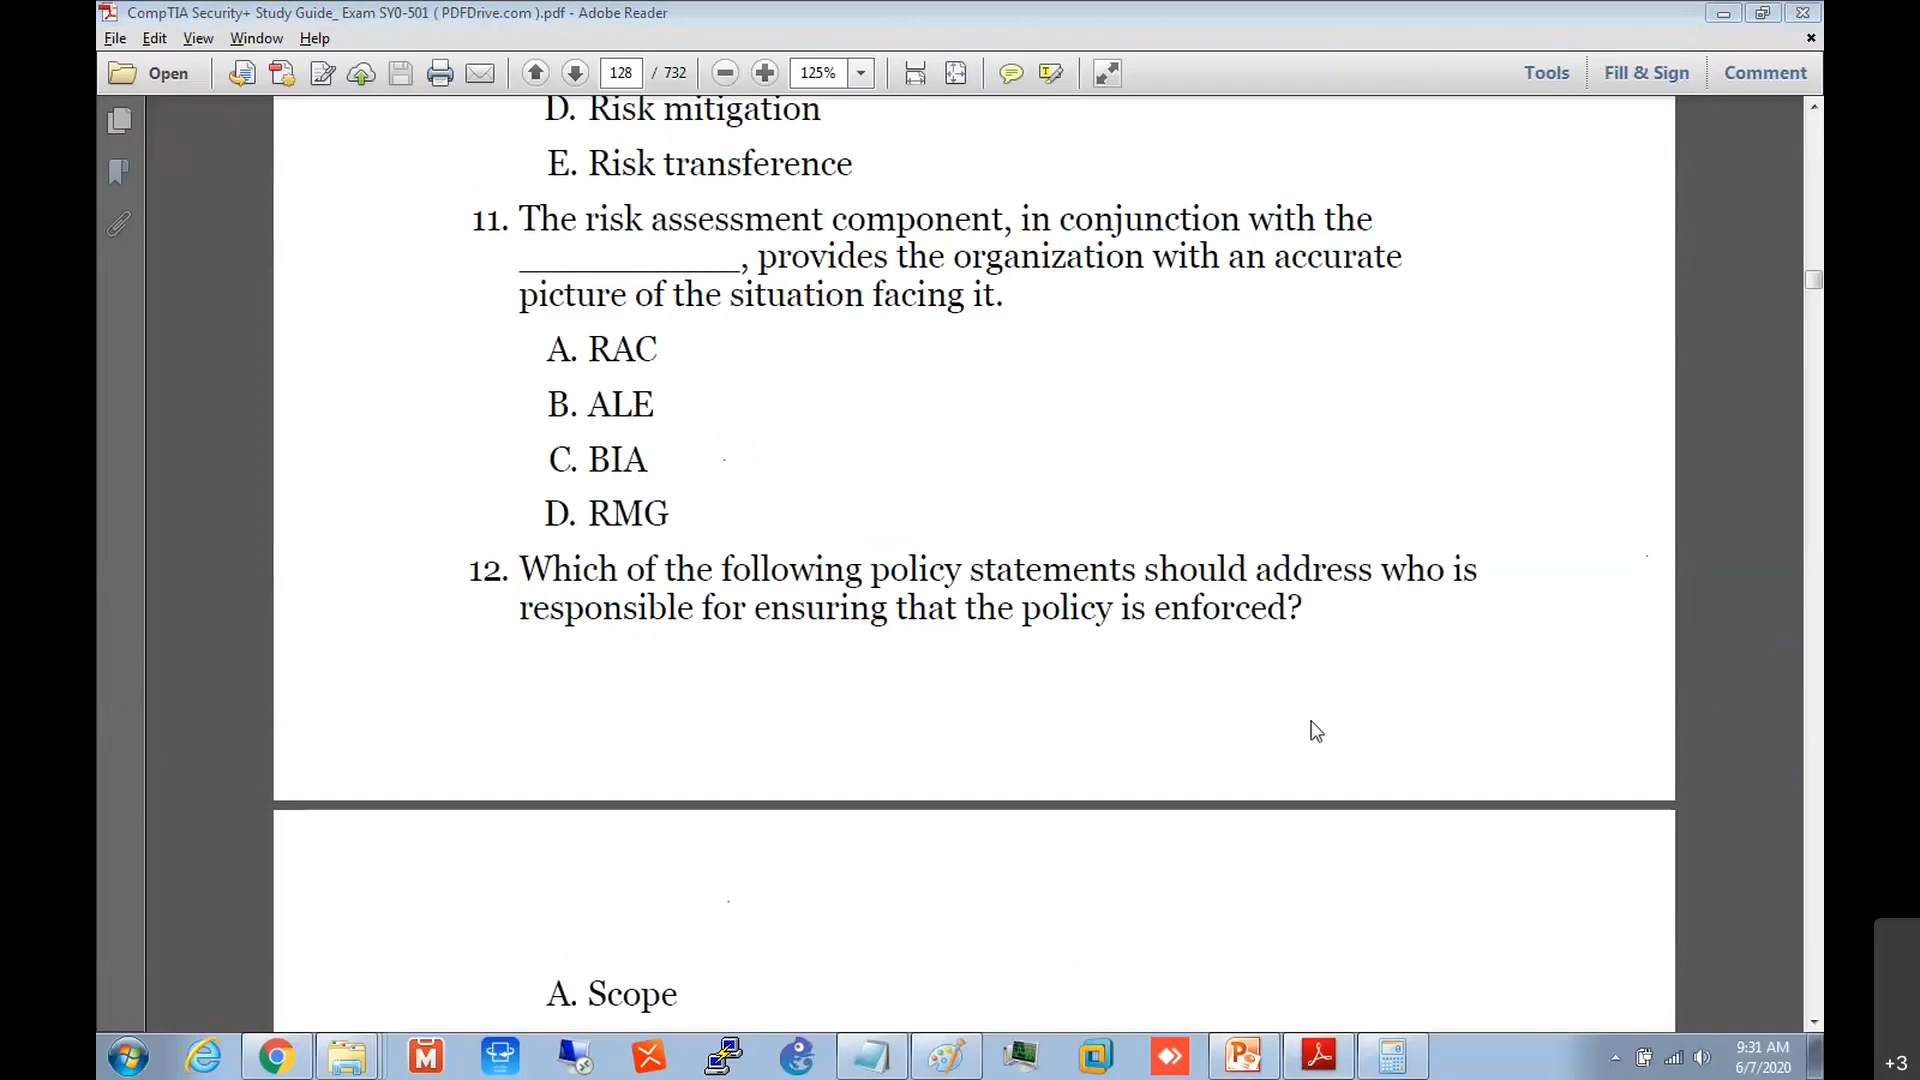 CompTIA Security+ Study Guide_ Exam SY0-501 ( PDFDrive.com ).pdf - Adobe Reader
File Edit View Window Help
Open 128 / 732 125% Tools Fill & Sign Comment
D. Risk mitigation
E. Risk transference
11. The risk assessment component, in conjunction with the
___________, provides the organization with an accurate
picture of the situation facing it.
A. RAC
B. ALE
C. BIA
D. RMG
12. Which of the following policy statements should address who is
responsible for ensuring that the policy is enforced?
A. Scope
9:31 AM
6/7/2020
+3